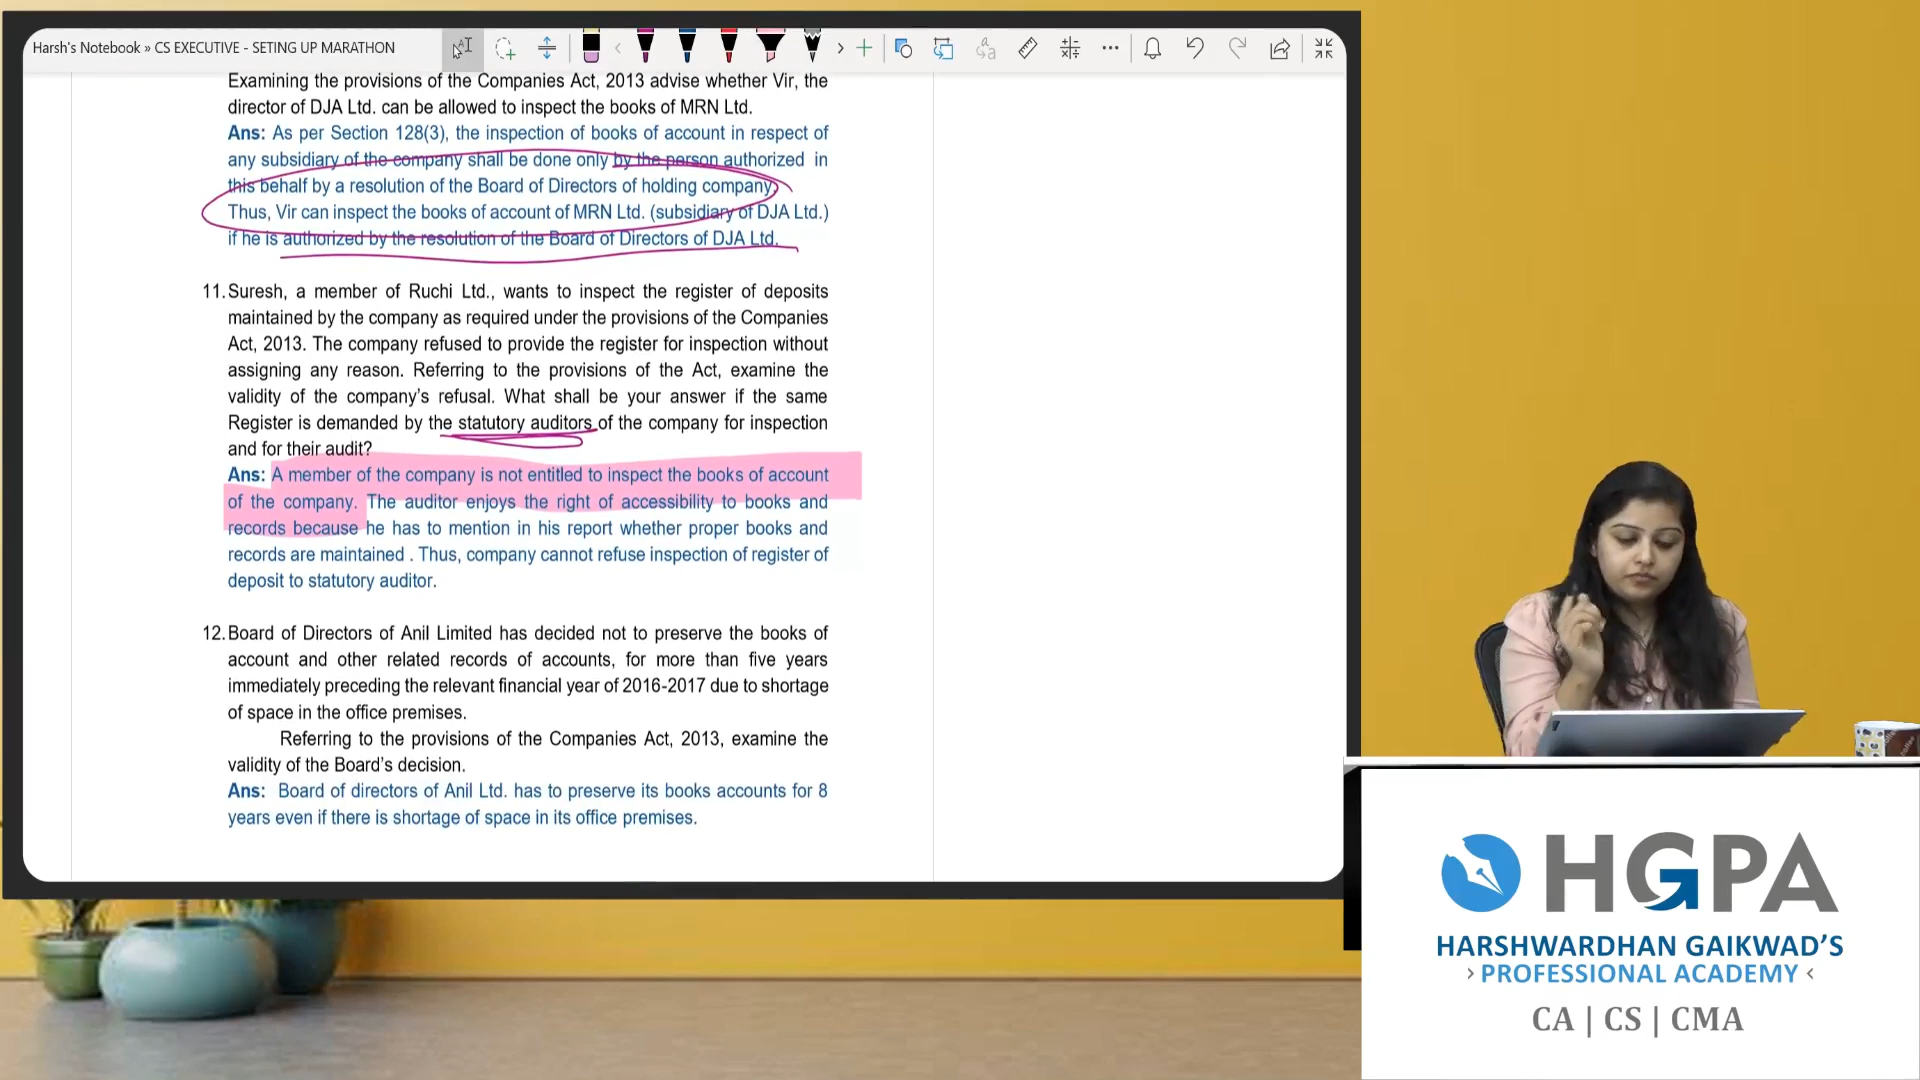 Harsh's Notebook » CS EXECUTIVE - SETING UP MARATHON
Examining the provisions of the Companies Act, 2013 advise whether Vir, the
director of DJA Ltd. can be allowed to inspect the books of MRN Ltd.
Ans: As per Section 128(3), the inspection of books of account in respect of
any subsidiary of the company shall be done only by the person authorized in
this behalf by a resolution of the Board of Directors of holding company.
Thus, Vir can inspect the books of account of MRN Ltd. (subsidiary of DJA Ltd.)
if he is authorized by the resolution of the Board of Directors of DJA Ltd.
11. Suresh, a member of Ruchi Ltd., wants to inspect the register of deposits
maintained by the company as required under the provisions of the Companies
Act, 2013. The company refused to provide the register for inspection without
assigning any reason. Referring to the provisions of the Act, examine the
validity of the company's refusal. What shall be your answer if the same
Register is demanded by the statutory auditors of the company for inspection
and for their audit?
Ans: A member of the company is not entitled to inspect the books of account
of the company. The auditor enjoys the right of accessibility to books and
records because he has to mention in his report whether proper books and
records are maintained . Thus, company cannot refuse inspection of register of
deposit to statutory auditor.
12. Board of Directors of Anil Limited has decided not to preserve the books of
account and other related records of accounts, for more than five years
immediately preceding the relevant financial year of 2016-2017 due to shortage
of space in the office premises.
Referring to the provisions of the Companies Act, 2013, examine the
validity of the Board's decision.
Ans: Board of directors of Anil Ltd. has to preserve its books accounts for 8
years even if there is shortage of space in its office premises.
HGPA
HARSHWARDHAN GAIKWAD'S
› PROFESSIONAL ACADEMY ‹
CA | CS | CMA